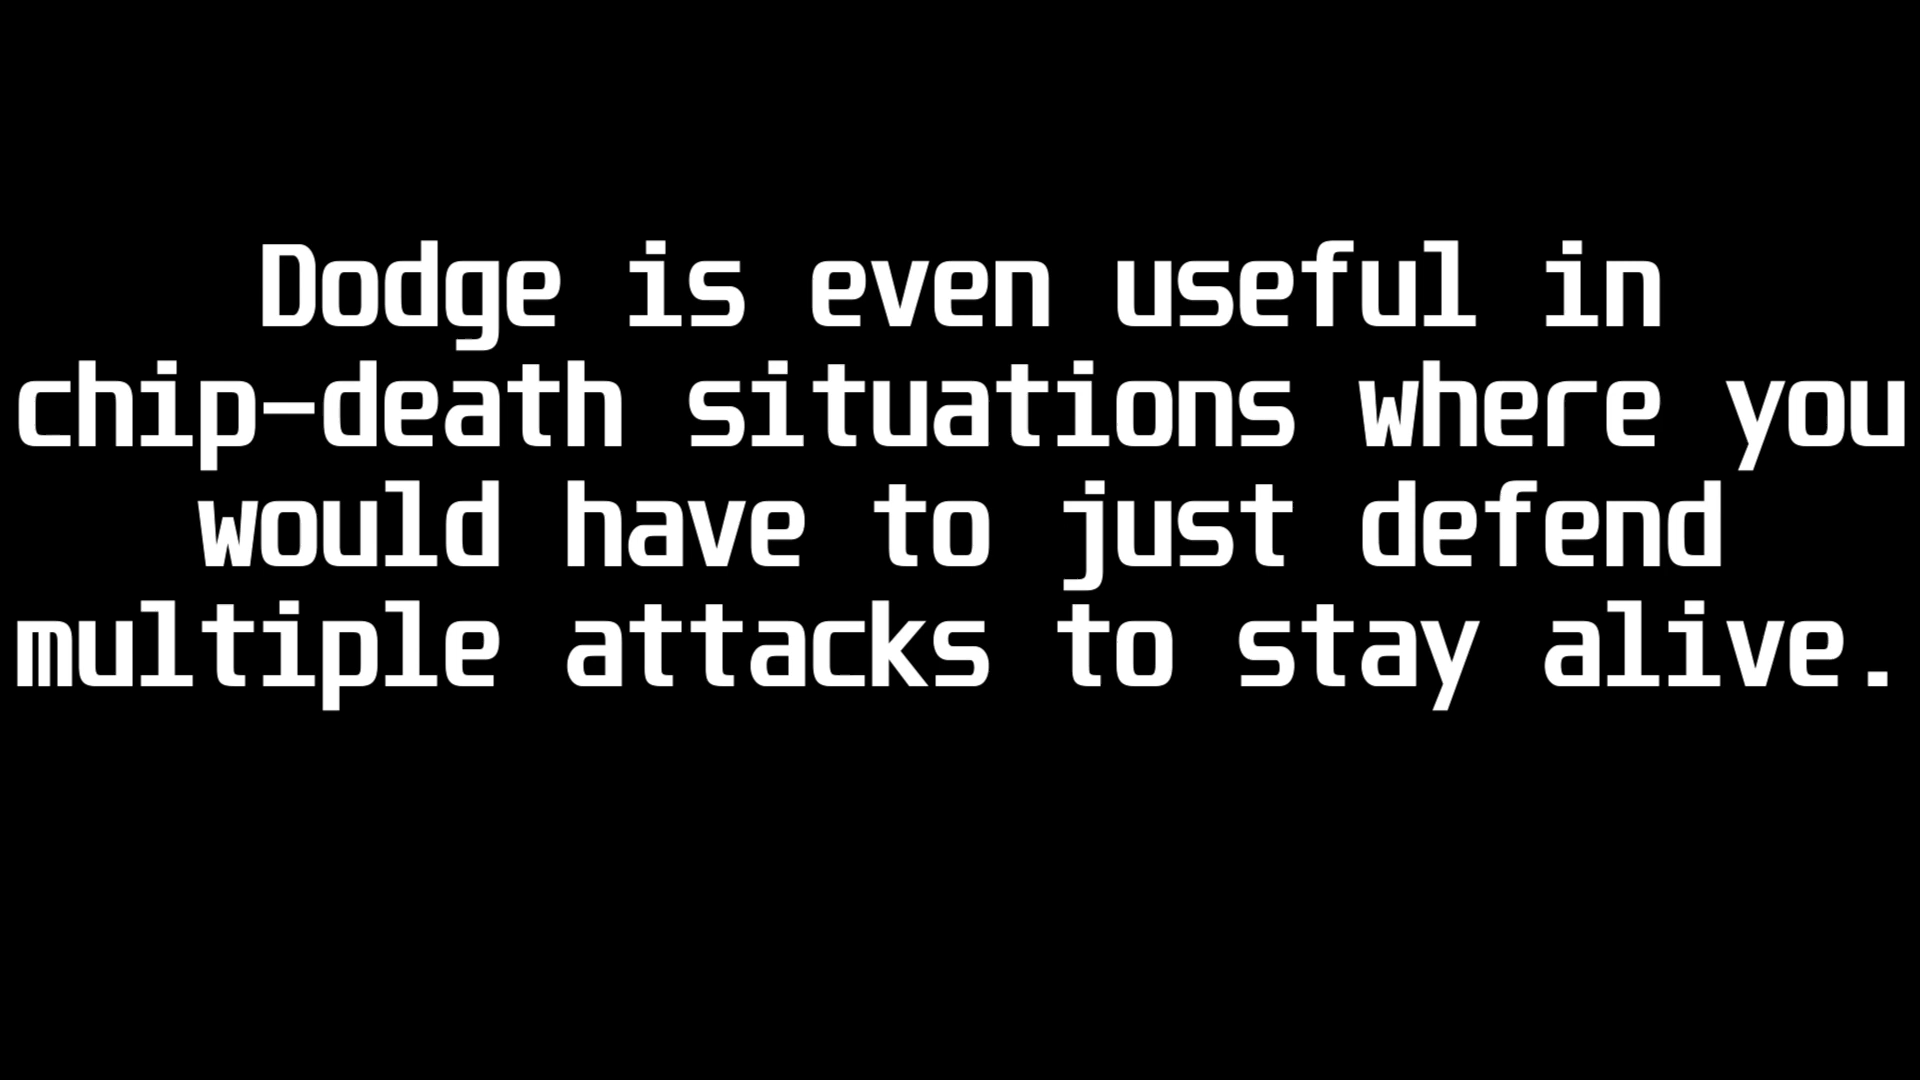 Dodge is even useful in
chip-death situations where you
would have to just defend
multiple attacks to stay alive.